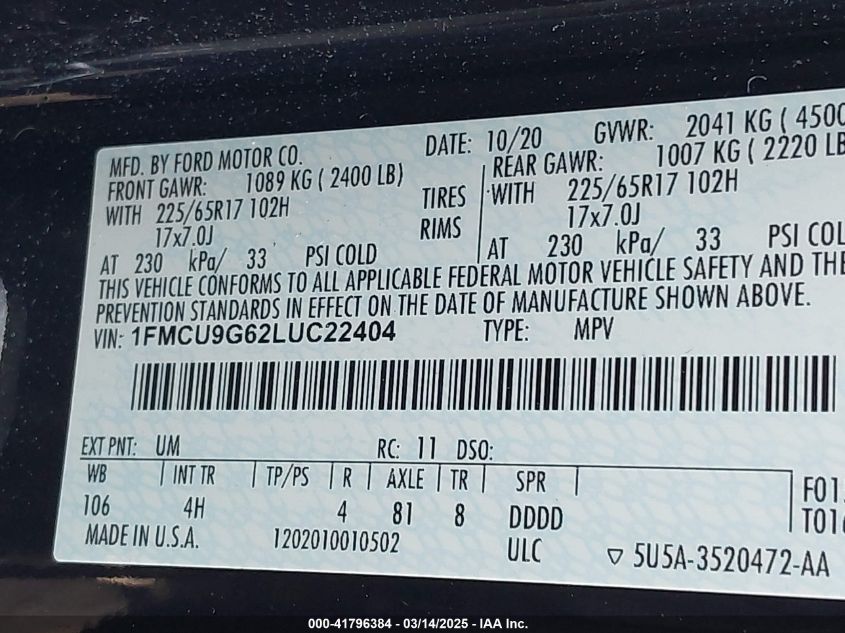 MFD. BY FORD MOTOR CO. DATE: 10/20 GVWR: 2041 KG ( 4500
FRONT GAWR: 1089 KG ( 2400 LB) REAR GAWR: 1007 KG ( 2220 LB
WITH 225/65R17 102H TIRES WITH 225/65R17 102H
17x7.0J RIMS 17x7.0J
AT 230 kPa/ 33 PSI COLD AT 230 kPa/ 33 PSI COL
THIS VEHICLE CONFORMS TO ALL APPLICABLE FEDERAL MOTOR VEHICLE SAFETY AND THE
PREVENTION STANDARDS IN EFFECT ON THE DATE OF MANUFACTURE SHOWN ABOVE.
VIN: 1FMCU9G62LUC22404 TYPE: MPV
EXT PNT: UM RC: 11 DSO:
WB INT TR TP/PS R AXLE TR SPR
106 4H 4 81 8 DDDD
F01
T016
MADE IN U.S.A. 1202010010502 ULC 5U5A-3520472-AA
000-41796384 / 03/14/2025 - IAA Inc.